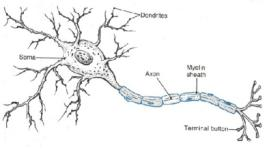 Dendrites
Soma
Axon
Myelin
sheath
Terminal button